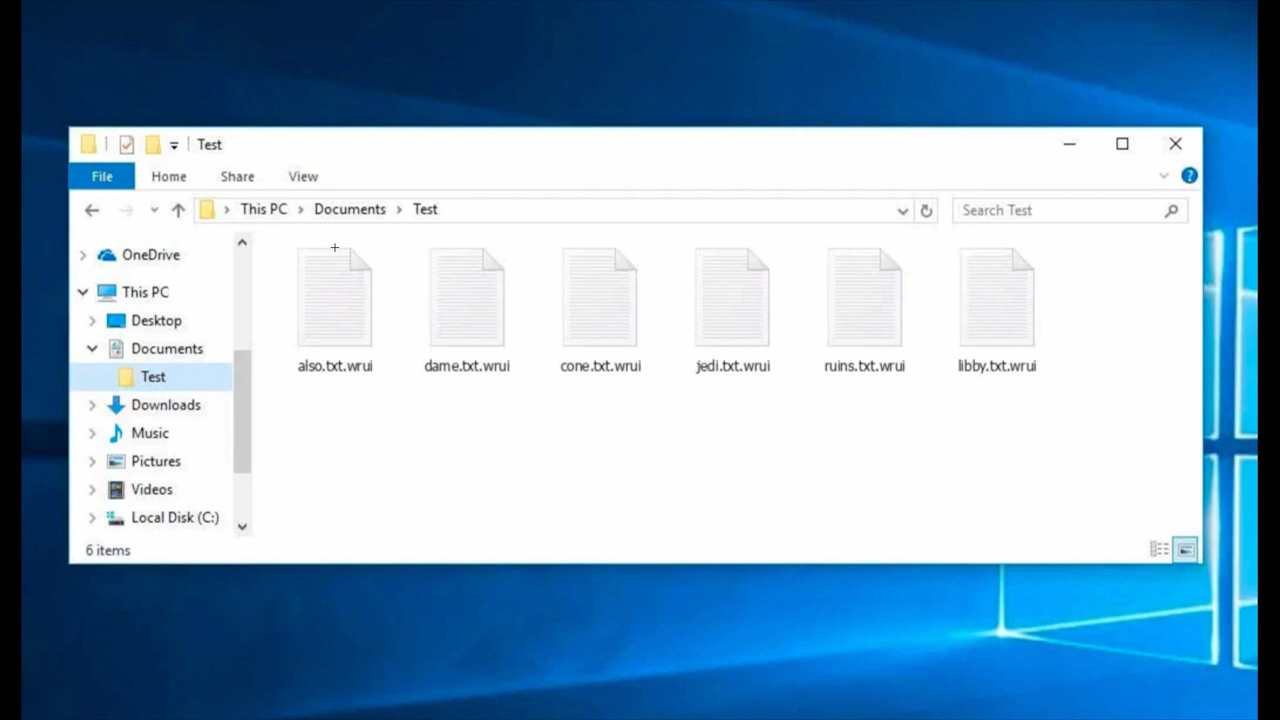 Test
File Home Share View
This PC Documents Test
Search Test
OneDrive
This PC
Desktop
Documents
Test
Downloads
Music
Pictures
Videos
Local Disk (C:)
also.txt.wrui dame.txt.wrui cone.txt.wrui jedi.txt.wrui ruins.txt.wrui libby.txt.wrui
6 items